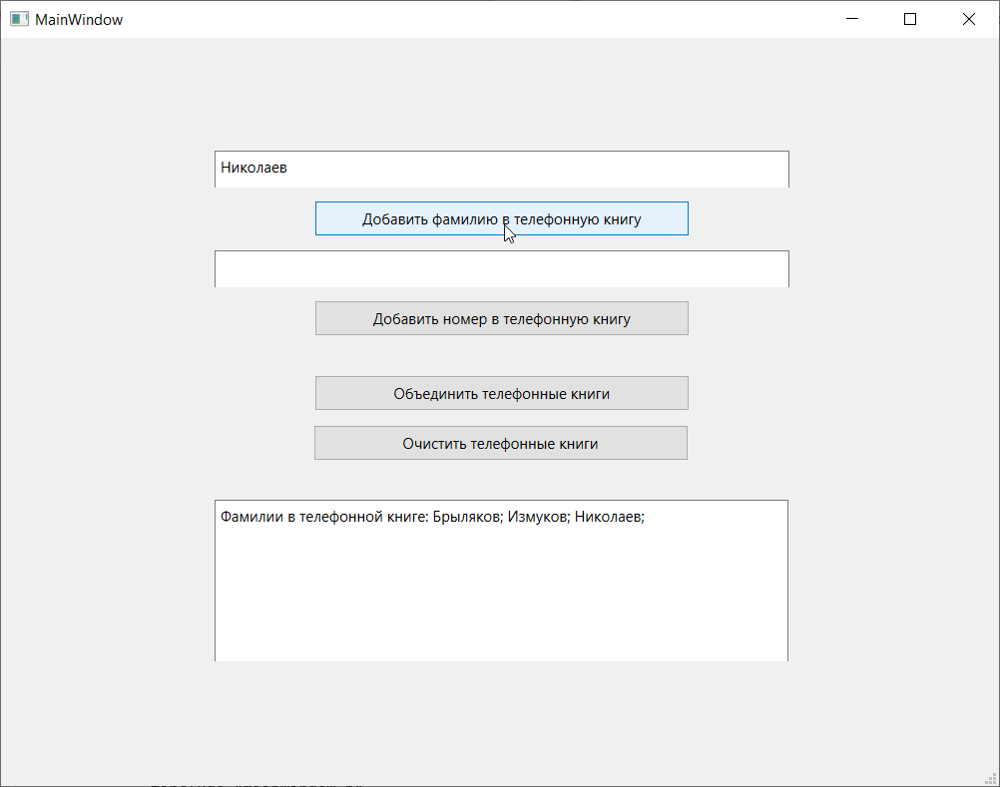 MainWindow
Николаев
Добавить фамилию в телефонную книгу
Добавить номер в телефонную книгу
Объединить телефонные книги
Очистить телефонные книги
Фамилии в телефонной книге: Брыляков; Измуков; Николаев;